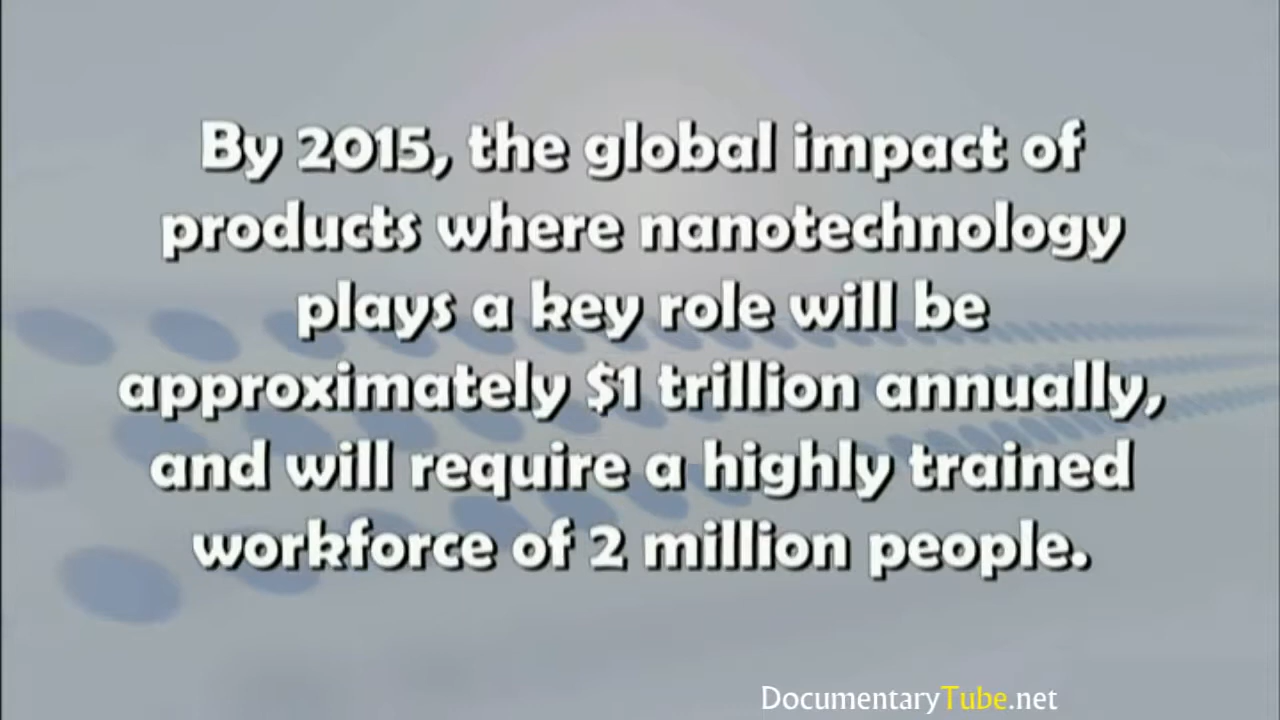 By 2015, the global impact of
products where nanotechnology
plays a key role will be
approximately $1 trillion annually,
and will require a highly trained
workforce of 2 million people.
DocumentaryTube.net